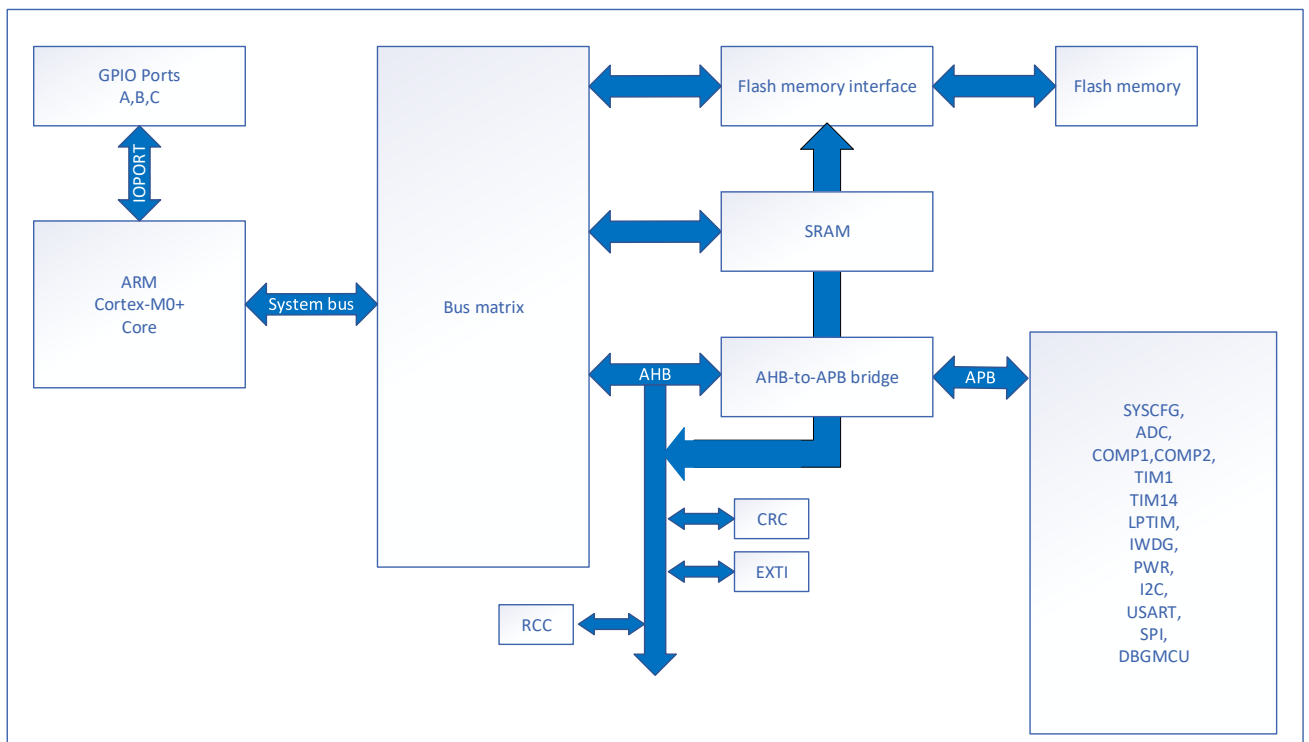 GPIO Ports
A,B,C
IOPORT
ARM
Cortex-M0+
Core
System bus
Bus matrix
Flash memory interface
Flash memory
SRAM
AHB
AHB-to-APB bridge
APB
SYSCFG,
ADC,
COMP1,COMP2,
TIM1
TIM14
LPTIM,
IWDG,
PWR,
I2C,
USART,
SPI,
DBGMCU
CRC
EXTI
RCC